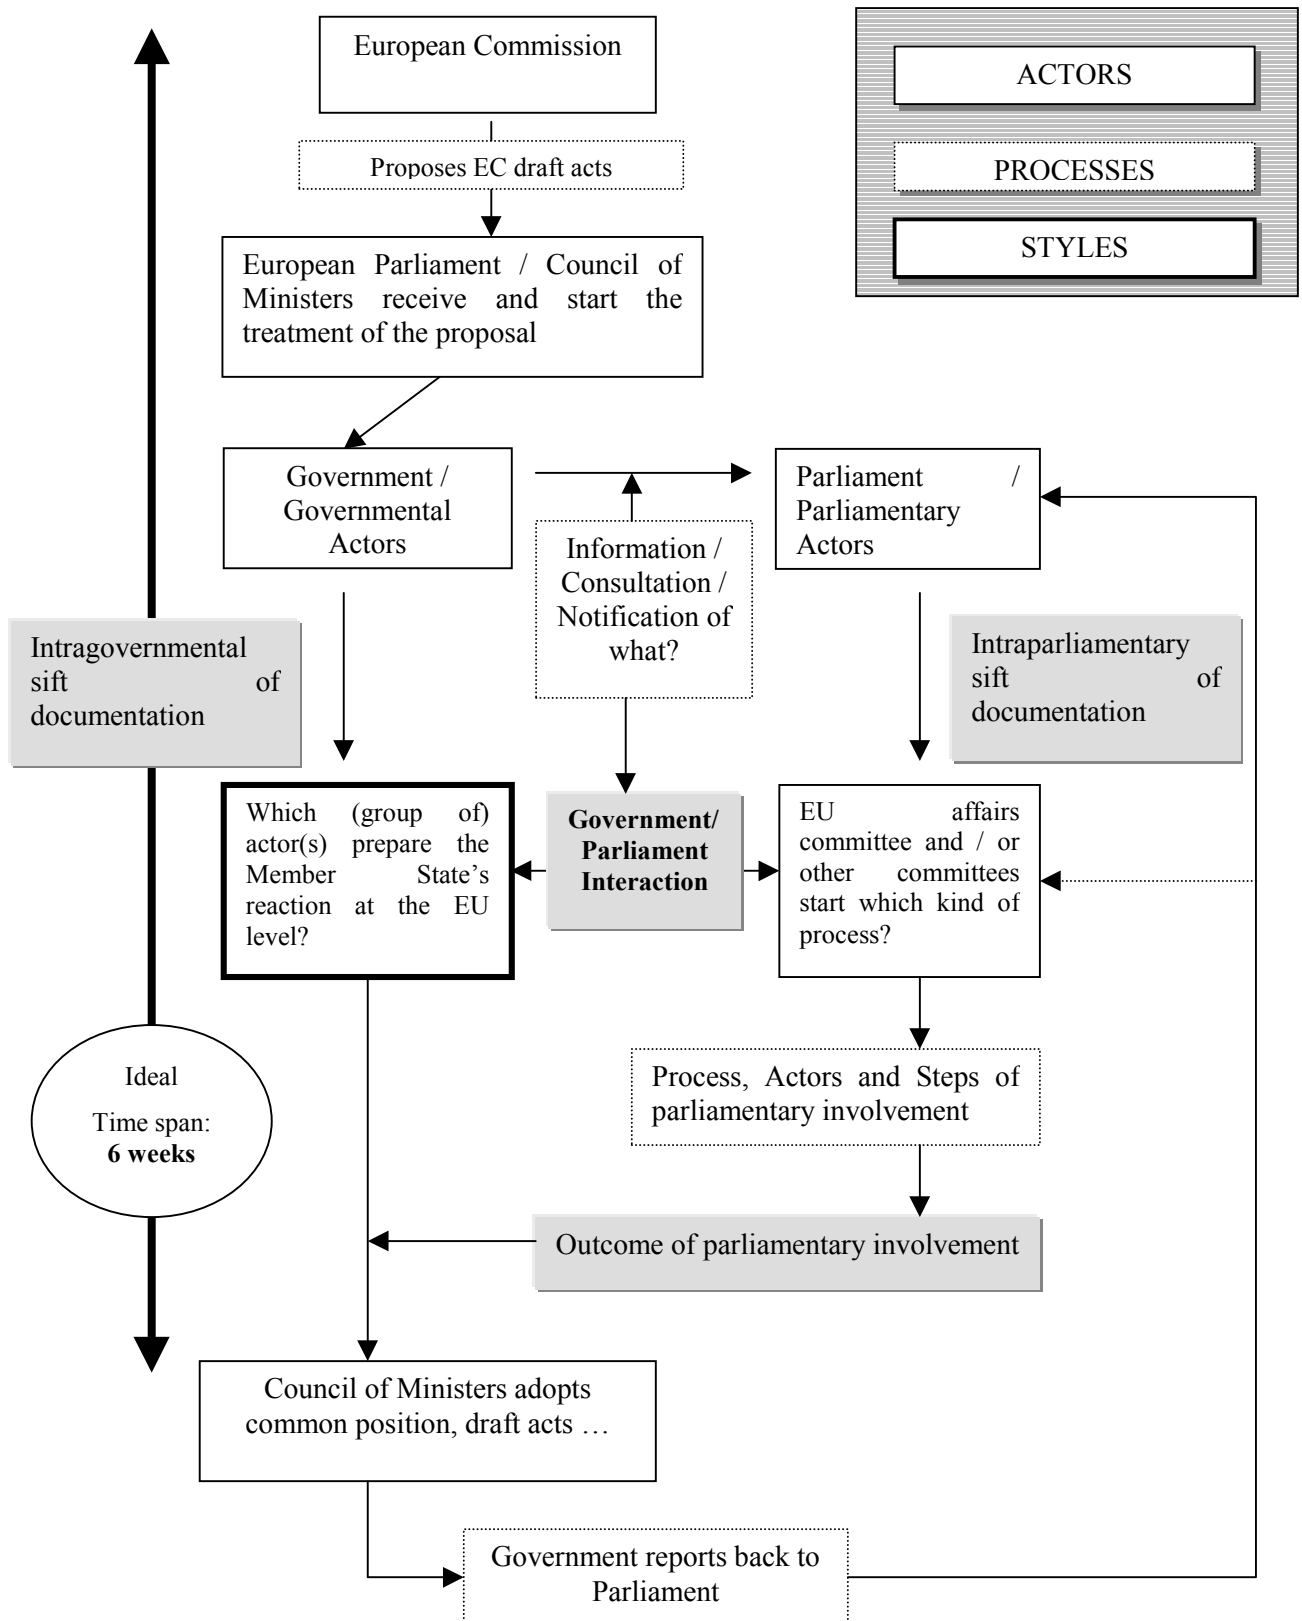 European Commission
ACTORS
Proposes EC draft acts
PROCESSES
STYLES
European Parliament / Council of
Ministers receive and start the
treatment of the proposal
Government /
Governmental
Actors
Parliament /
Parliamentary
Actors
Information /
Consultation /
Notification of
what?
Intragovernmental
sift of
documentation
Intraparliamentary
sift of
documentation
Which (group of)
actor(s) prepare the
Member State’s
reaction at the EU
level?
Government/
Parliament
Interaction
EU affairs
committee and / or
other committees
start which kind of
process?
Ideal
Time span:
6 weeks
Process, Actors and Steps of
parliamentary involvement
Outcome of parliamentary involvement
Council of Ministers adopts
common position, draft acts …
Government reports back to
Parliament